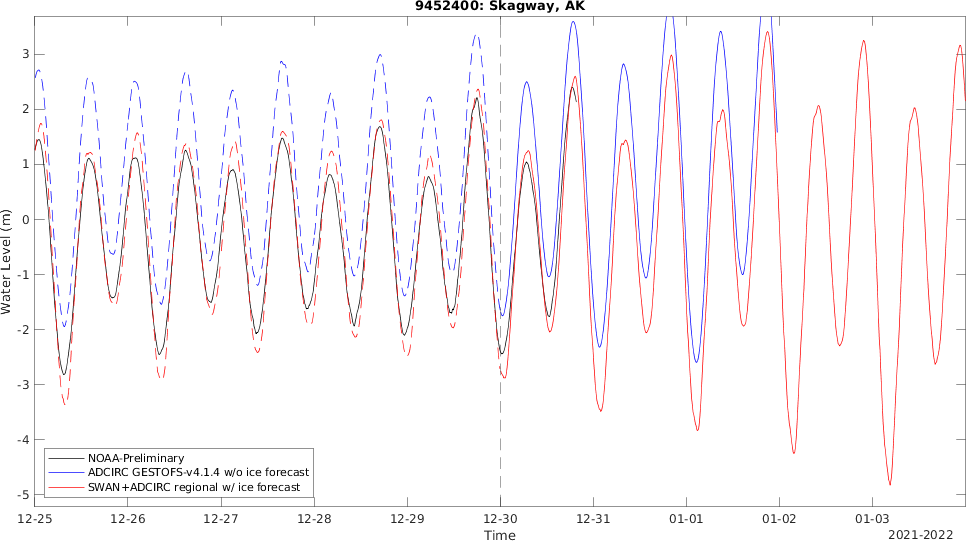 9452400: Skagway, AK
Water Level (m)
3
2
1
0
-1
-2
-3
-4
-5
NOAA-Preliminary
ADCIRC GESTOFS-v4.1.4 w/o ice forecast
SWAN+ADCIRC regional w/ ice forecast
12-25 12-26 12-27 12-28 12-29 12-30 12-31 01-01 01-02 01-03
Time
2021-2022